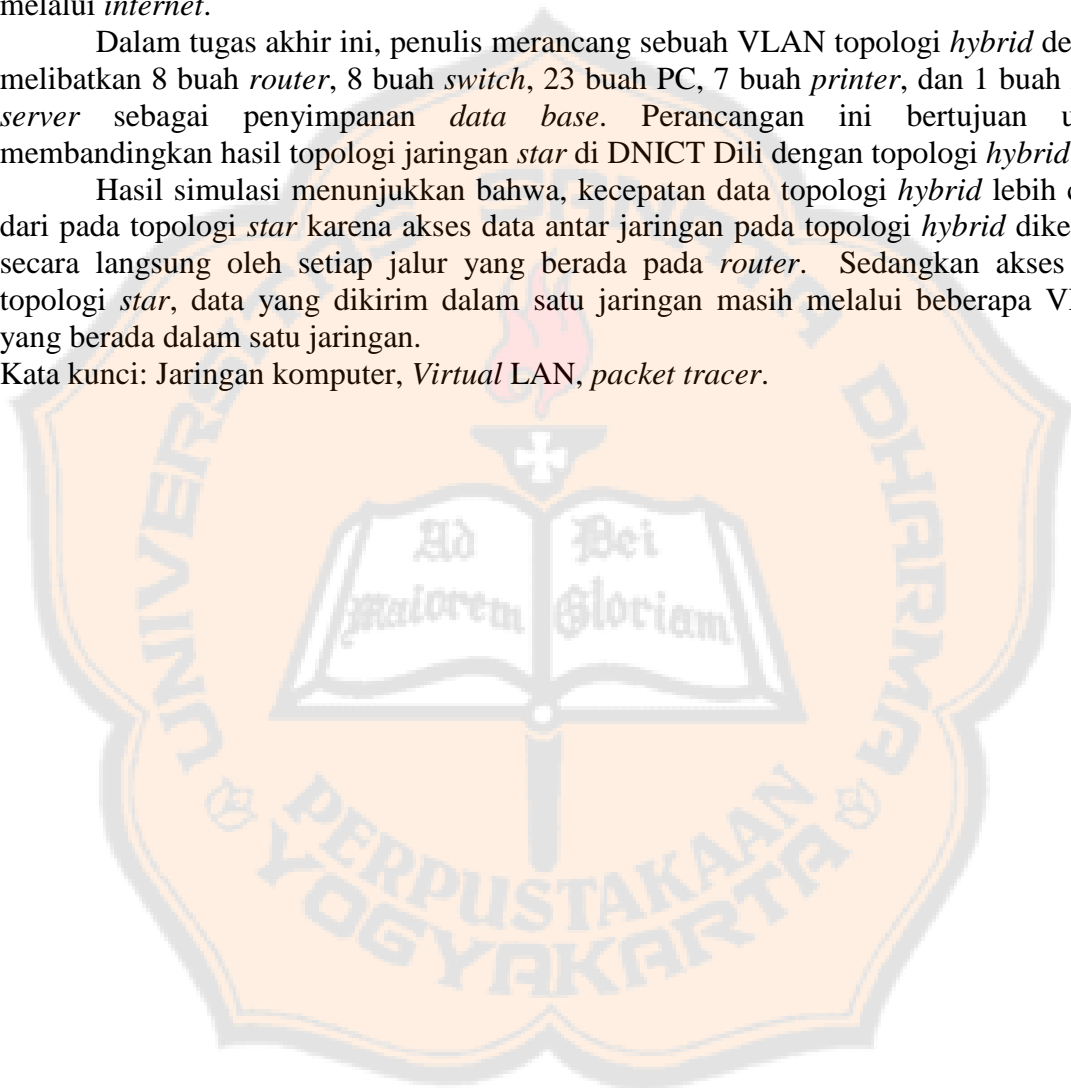 melalui internet.
Dalam tugas akhir ini, penulis merancang sebuah VLAN topologi hybrid de
melibatkan 8 buah router, 8 buah switch, 23 buah PC, 7 buah printer, dan 1 buah
server sebagai penyimpanan data base. Perancangan ini bertujuan u
membandingkan hasil topologi jaringan star di DNICT Dili dengan topologi hybrid
Hasil simulasi menunjukkan bahwa, kecepatan data topologi hybrid lebih
dari pada topologi star karena akses data antar jaringan pada topologi hybrid dike
secara langsung oleh setiap jalur yang berada pada router. Sedangkan akses
topologi star, data yang dikirim dalam satu jaringan masih melalui beberapa V
yang berada dalam satu jaringan.
Kata kunci: Jaringan komputer, Virtual LAN, packet tracer.
UNIVERSITAS SANATA DHARMA
Ad Dei
Maiorem Gloriam
PERPUSTAKAAN
YOGYAKARTA